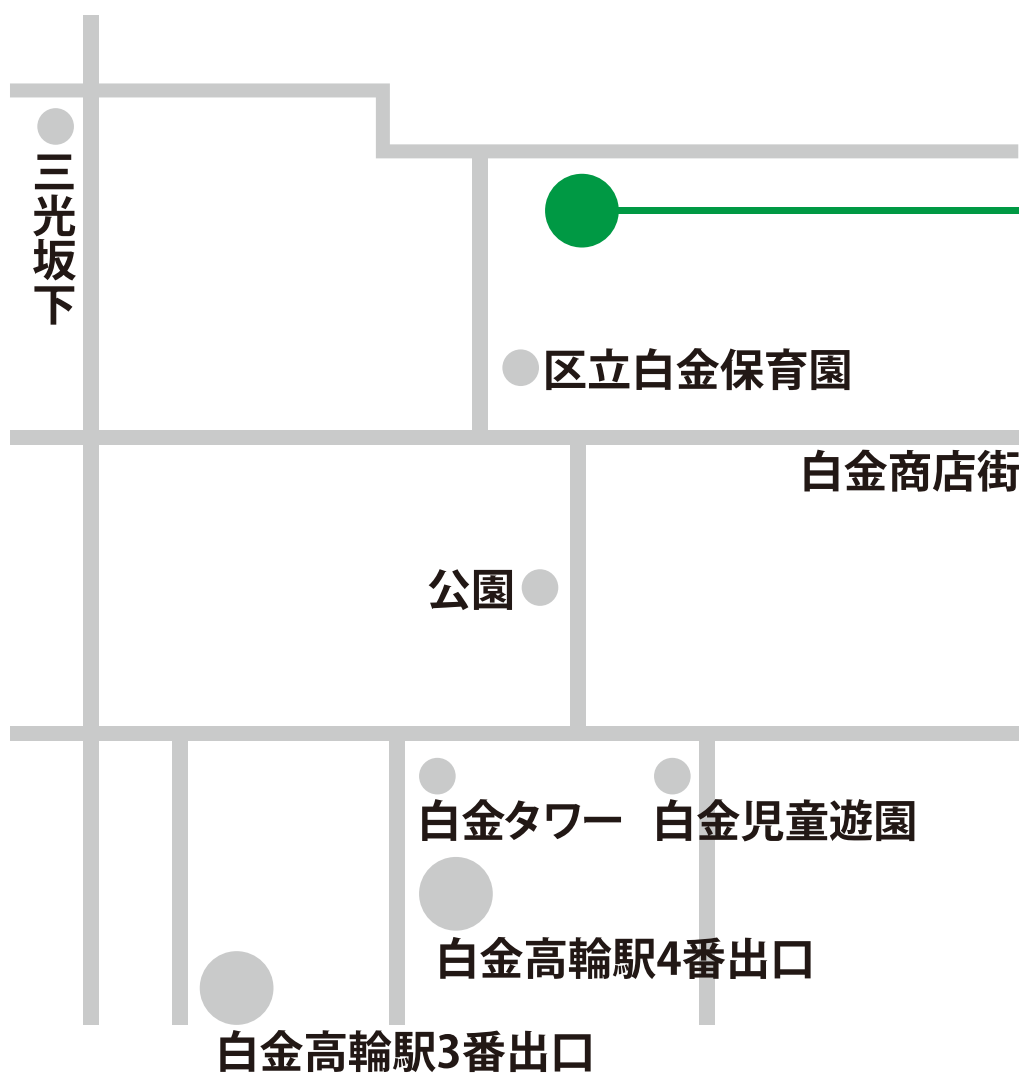 三光坂下
区立白金保育園
白金商店街
公園
白金タワー
白金児童遊園
白金高輪駅4番出口
白金高輪駅3番出口